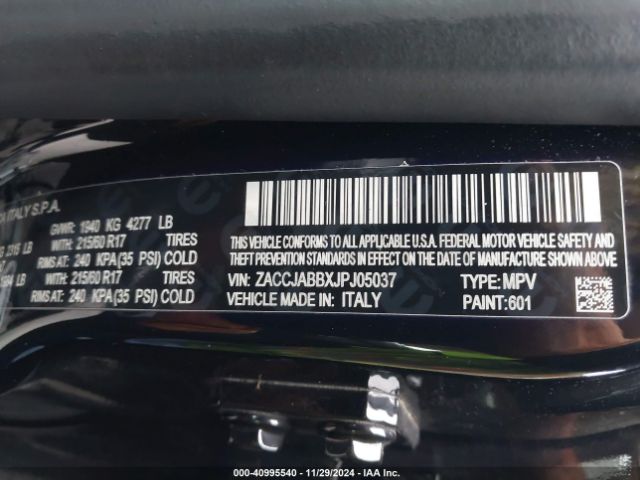 CA ITALY S.P.A.
GVWR: 1940 KG 4277 LB
LB WITH: 215/60 R17 TIRES
RIMS AT: 240 KPA(35 PSI) COLD
LB WITH: 215/60 R17 TIRES
RIMS AT: 240 KPA(35 PSI) COLD
THIS VEHICLE CONFORMS TO ALL APPLICABLE U.S.A. FEDERAL MOTOR VEHICLE SAFETY AND
THEFT PREVENTION STANDARDS IN EFFECT ON THE DATE OF MANUFACTURE SHOWN ABOVE.
VIN: ZACCJABBXJPJ05037 TYPE: MPV
VEHICLE MADE IN: ITALY PAINT: 601
000-40995540 - 11/29/2024 - IAA Inc.